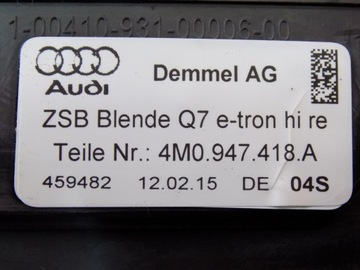 1-00410-931-00006-00
Audi
Demmel AG
ZSB Blende Q7 e-tron hi re
Teile Nr.: 4M0.947.418.A
459482 12.02.15 DE 04S